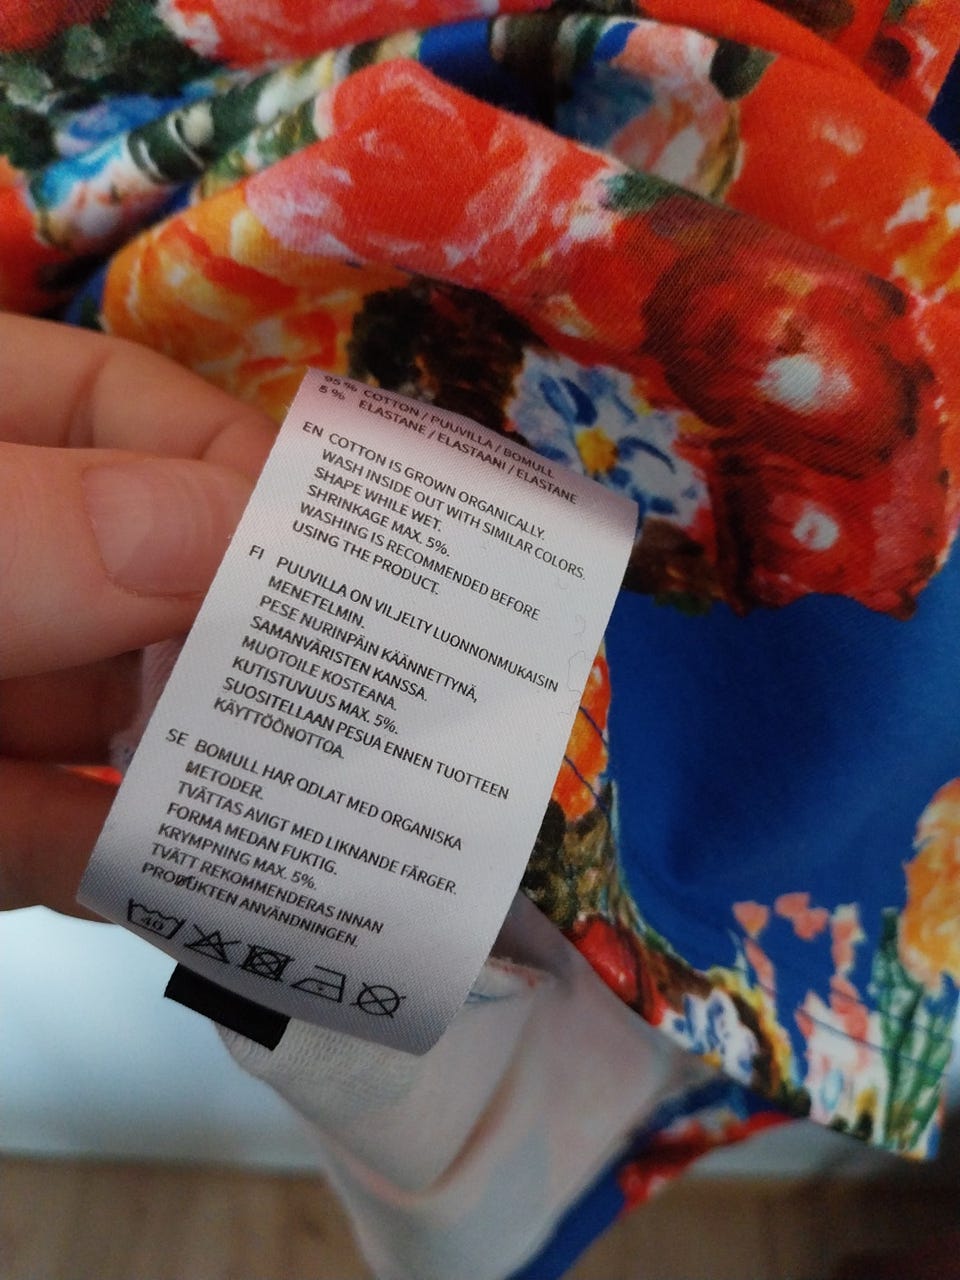 95 % COTTON / PUUVILLA / BOMULL
5 % ELASTANE / ELASTAANI / ELASTANE
EN COTTON IS GROWN ORGANICALLY.
WASH INSIDE OUT WITH SIMILAR COLORS.
SHAPE WHILE WET.
SHRINKAGE MAX. 5%.
WASHING IS RECOMMENDED BEFORE
USING THE PRODUCT.
FI PUUVILLA ON VILJELTY LUONNONMUKAISIN
MENETELMIN.
PESE NURINPÄIN KÄÄNNETTYNÄ,
SAMANVÄRISTEN KANSSA.
MUOTOILE KOSTEANA.
KUTISTUVUUS MAX. 5%.
SUOSITELLAAN PESUA ENNEN TUOTTEEN
KÄYTTÖÖNOTTOA.
SE BOMULL HAR ODLAT MED ORGANISKA
METODER.
TVÄTTAS AVIGT MED LIKNANDE FÄRGER.
FORMA MEDAN FUKTIG.
KRYMPNING MAX. 5%.
TVÄTT REKOMMENDERAS INNAN
PRODUKTEN ANVÄNDNINGEN.
40